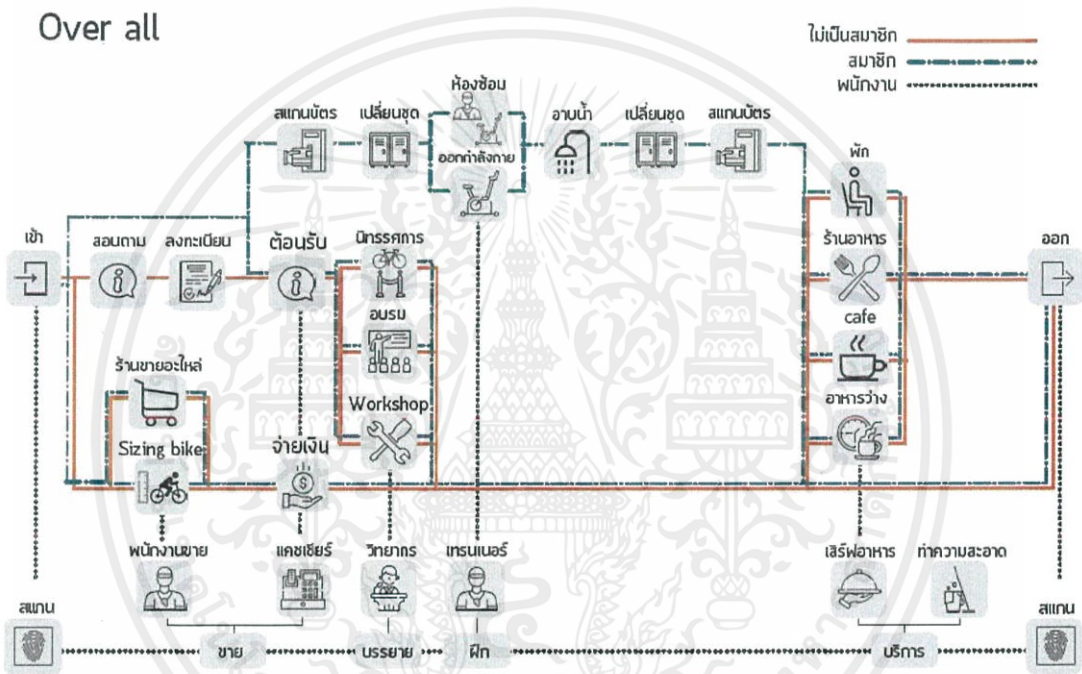 Over all
ไม่เป็นสมาชิก
สมาชิก
พนักงาน
ห้องซ้อม
สแกนบัตร
เปลี่ยนชุด
อาบน้ำ
เปลี่ยนชุด
สแกนบัตร
ออกกำลังกาย
พัก
เข้า
สอบถาม
ลงทะเบียน
ต้อนรับ
นิทรรศการ
ร้านอาหาร
ออก
อบรม
cafe
ร้านขายอะไหล่
Workshop
อาหารว่าง
Sizing bike
จ่ายเงิน
พนักงานขาย
แคชเชียร์
วิทยากร
เทรนเนอร์
เสิร์ฟอาหาร
ทำความสะอาด
สแกน
สแกน
ขาย
บรรยาย
ฝึก
บริการ